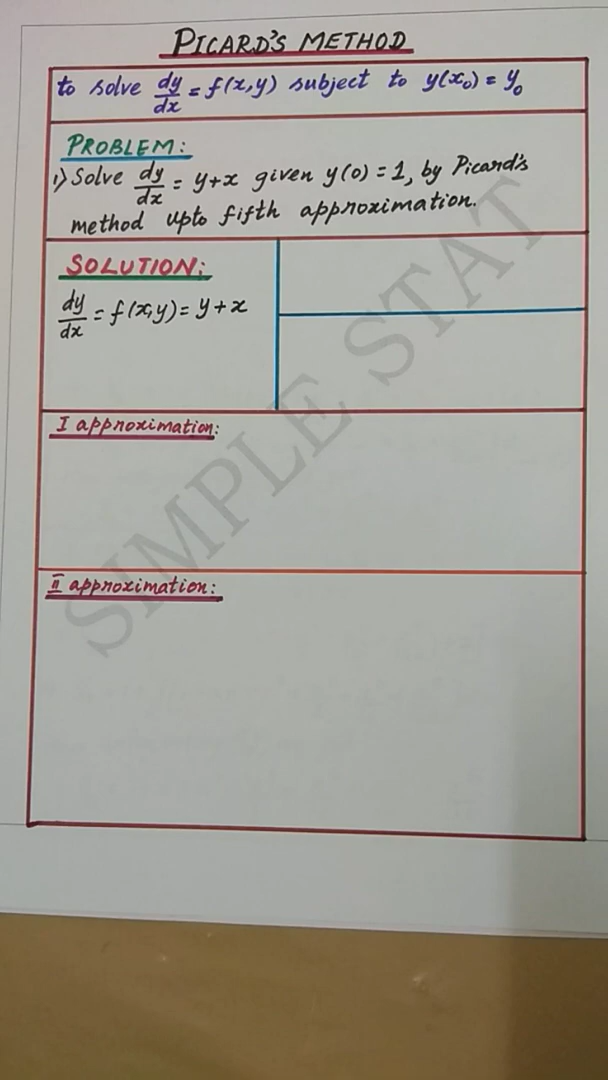 PICARD'S METHOD
to solve dy/dx = f(x,y) subject to y(x₀) = y₀
PROBLEM:
1) Solve dy/dx = y+x given y(0) = 1, by Picard's
method upto fifth approximation.
SOLUTION:
dy/dx = f(x,y) = y+x
I approximation:
II approximation:
SIMPLE STAT